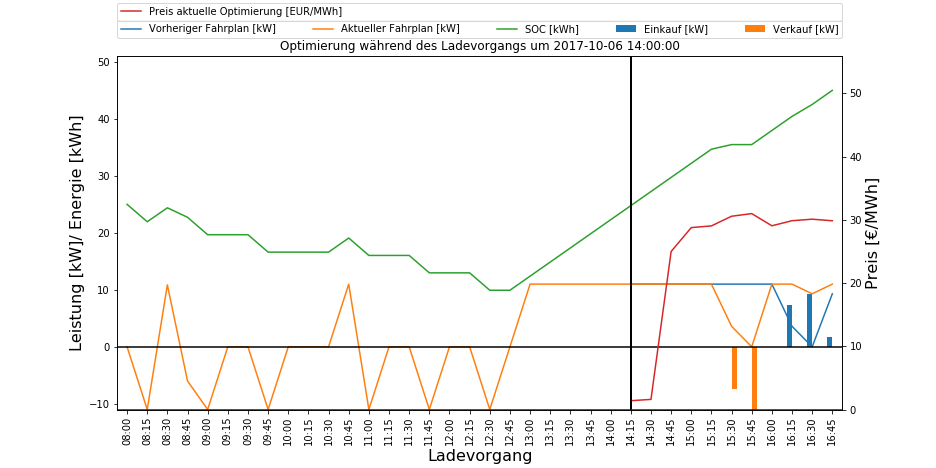 Preis aktuelle Optimierung [EUR/MWh]
Vorheriger Fahrplan [kW] Aktueller Fahrplan [kW] SOC [kWh] Einkauf [kW] Verkauf [kW]
Optimierung während des Ladevorgangs um 2017-10-06 14:00:00
Leistung [kW]/ Energie [kWh]
50
40
30
20
10
0
−10
Preis [€/MWh]
50
40
30
20
10
0
08:00 08:15 08:30 08:45 09:00 09:15 09:30 09:45 10:00 10:15 10:30 10:45 11:00 11:15 11:30 11:45 12:00 12:15 12:30 12:45 13:00 13:15 13:30 13:45 14:00 14:15 14:30 14:45 15:00 15:15 15:30 15:45 16:00 16:15 16:30 16:45
Ladevorgang